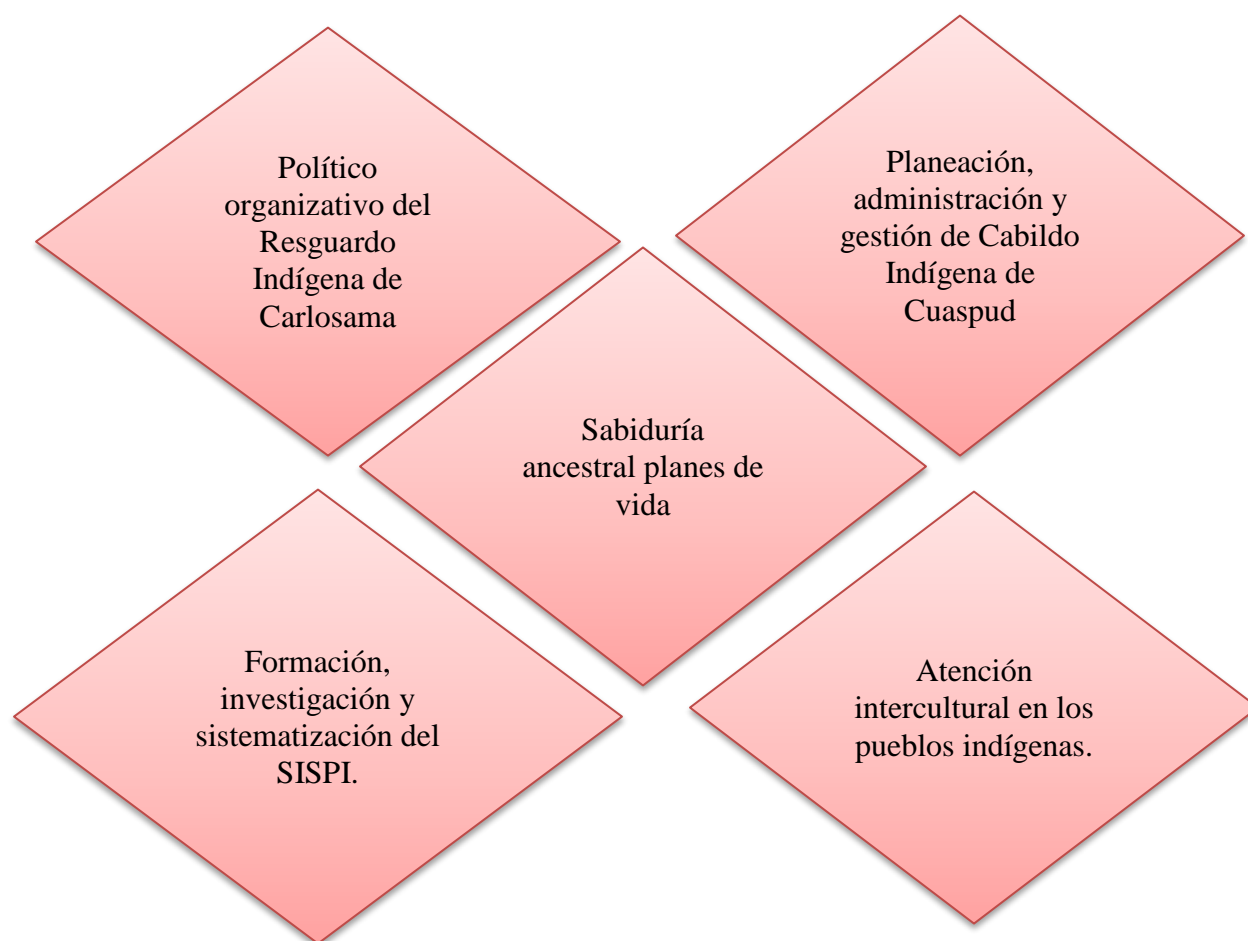 Político
organizativo del
Resguardo
Indígena de
Carlosama
Planeación,
administración y
gestión de Cabildo
Indígena de
Cuaspud
Sabiduría
ancestral planes de
vida
Formación,
investigación y
sistematización del
SISPI.
Atención
intercultural en los
pueblos indígenas.